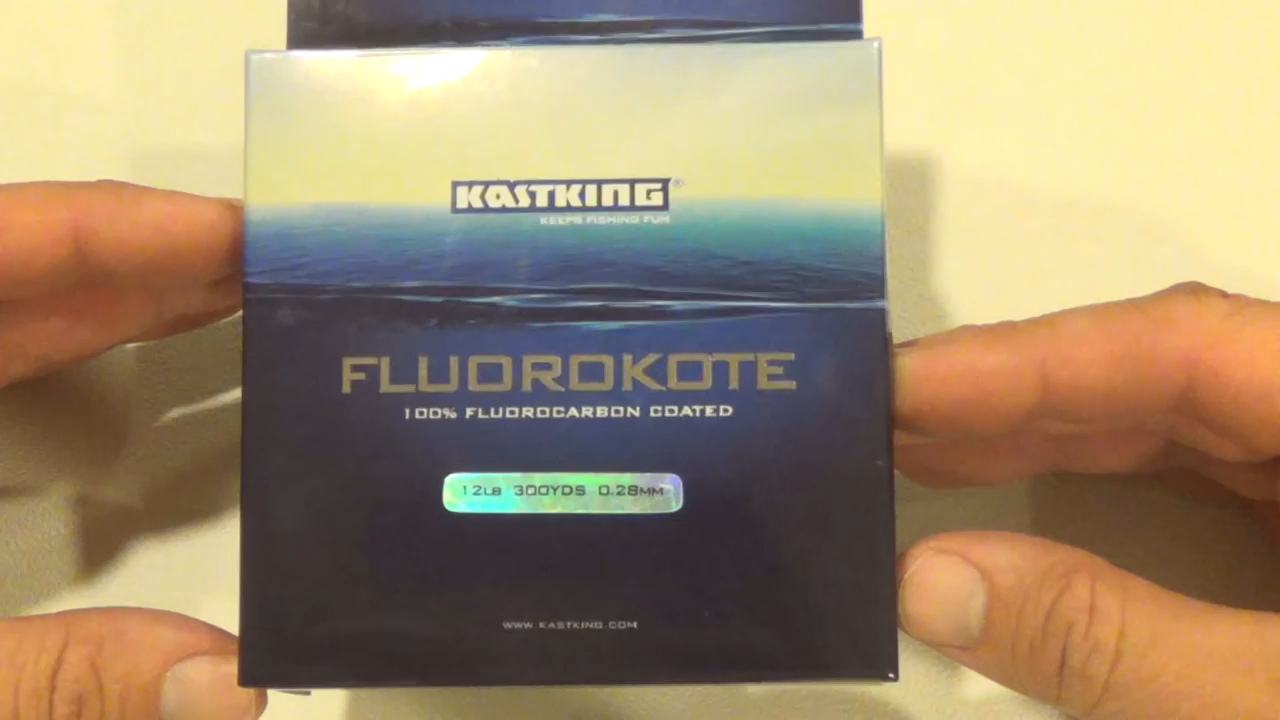 KASTKING®
KEEPS FISHING FUN
FLUOROKOTE
100% FLUOROCARBON COATED
12LB 300YDS 0.28MM
WWW.KASTKING.COM